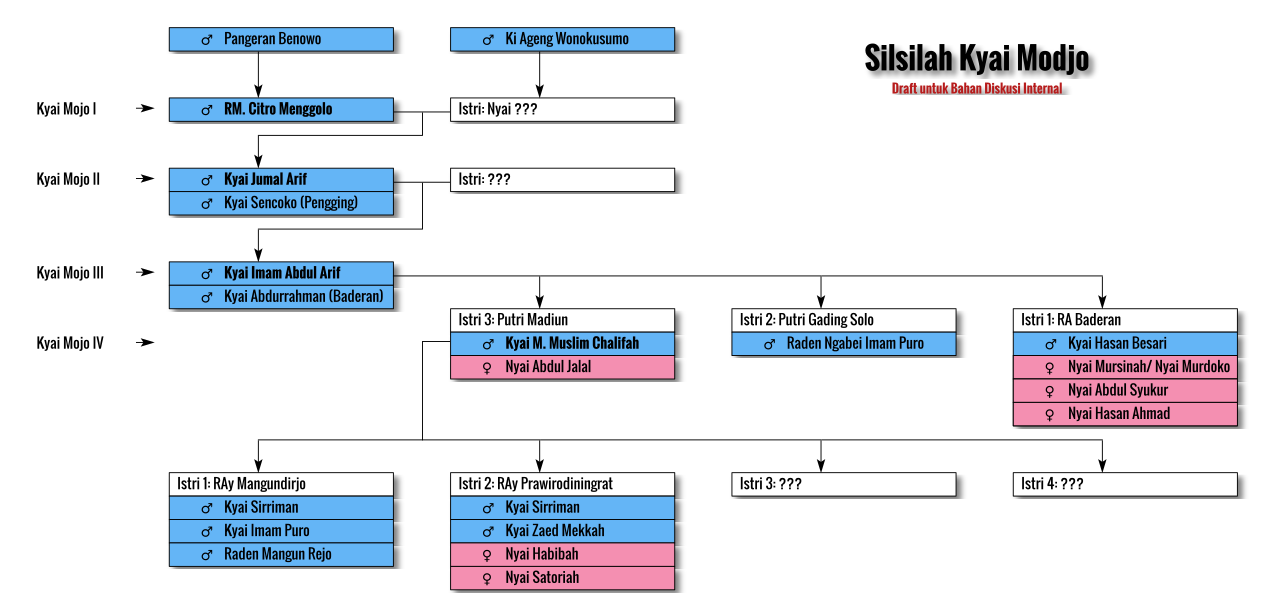 Silsilah Kyai Modjo
Draft untuk Bahan Diskusi Internal
♂ Pangeran Benowo
♂ Ki Ageng Wonokusumo
Kyai Mojo I
♂ RM. Citro Menggolo
Istri: Nyai ???
Kyai Mojo II
♂ Kyai Jumal Arif
Istri: ???
♂ Kyai Sencoko (Pengging)
Kyai Mojo III
♂ Kyai Imam Abdul Arif
♂ Kyai Abdurrahman (Baderan)
Kyai Mojo IV
Istri 3: Putri Madiun
♂ Kyai M. Muslim Chalifah
♀ Nyai Abdul Jalal
Istri 2: Putri Gading Solo
♂ Raden Ngabei Imam Puro
Istri 1: RA Baderan
♂ Kyai Hasan Besari
♀ Nyai Mursinah/ Nyai Murdoko
♀ Nyai Abdul Syukur
♀ Nyai Hasan Ahmad
Istri 1: RAy Mangundirjo
♂ Kyai Sirriman
♂ Kyai Imam Puro
♂ Raden Mangun Rejo
Istri 2: RAy Prawirodiningrat
♂ Kyai Sirriman
♂ Kyai Zaed Mekkah
♀ Nyai Habibah
♀ Nyai Satoriah
Istri 3: ???
Istri 4: ???